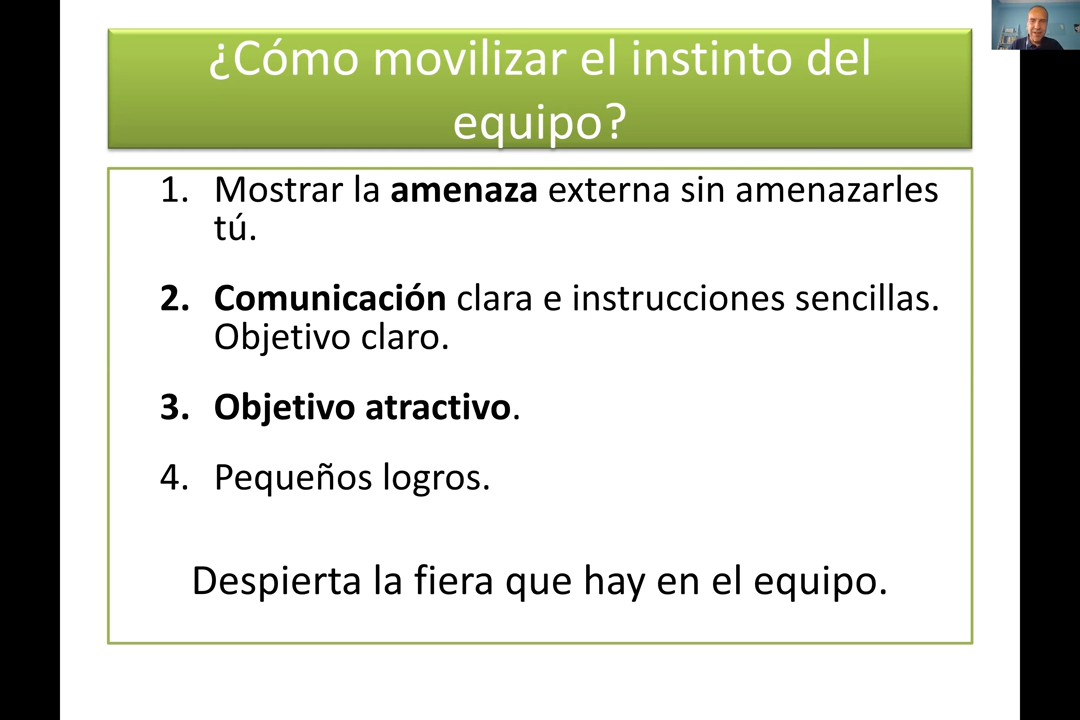 ¿Cómo movilizar el instinto del
equipo?
1. Mostrar la amenaza externa sin amenazarles
tú.
2. Comunicación clara e instrucciones sencillas.
Objetivo claro.
3. Objetivo atractivo.
4. Pequeños logros.
Despierta la fiera que hay en el equipo.